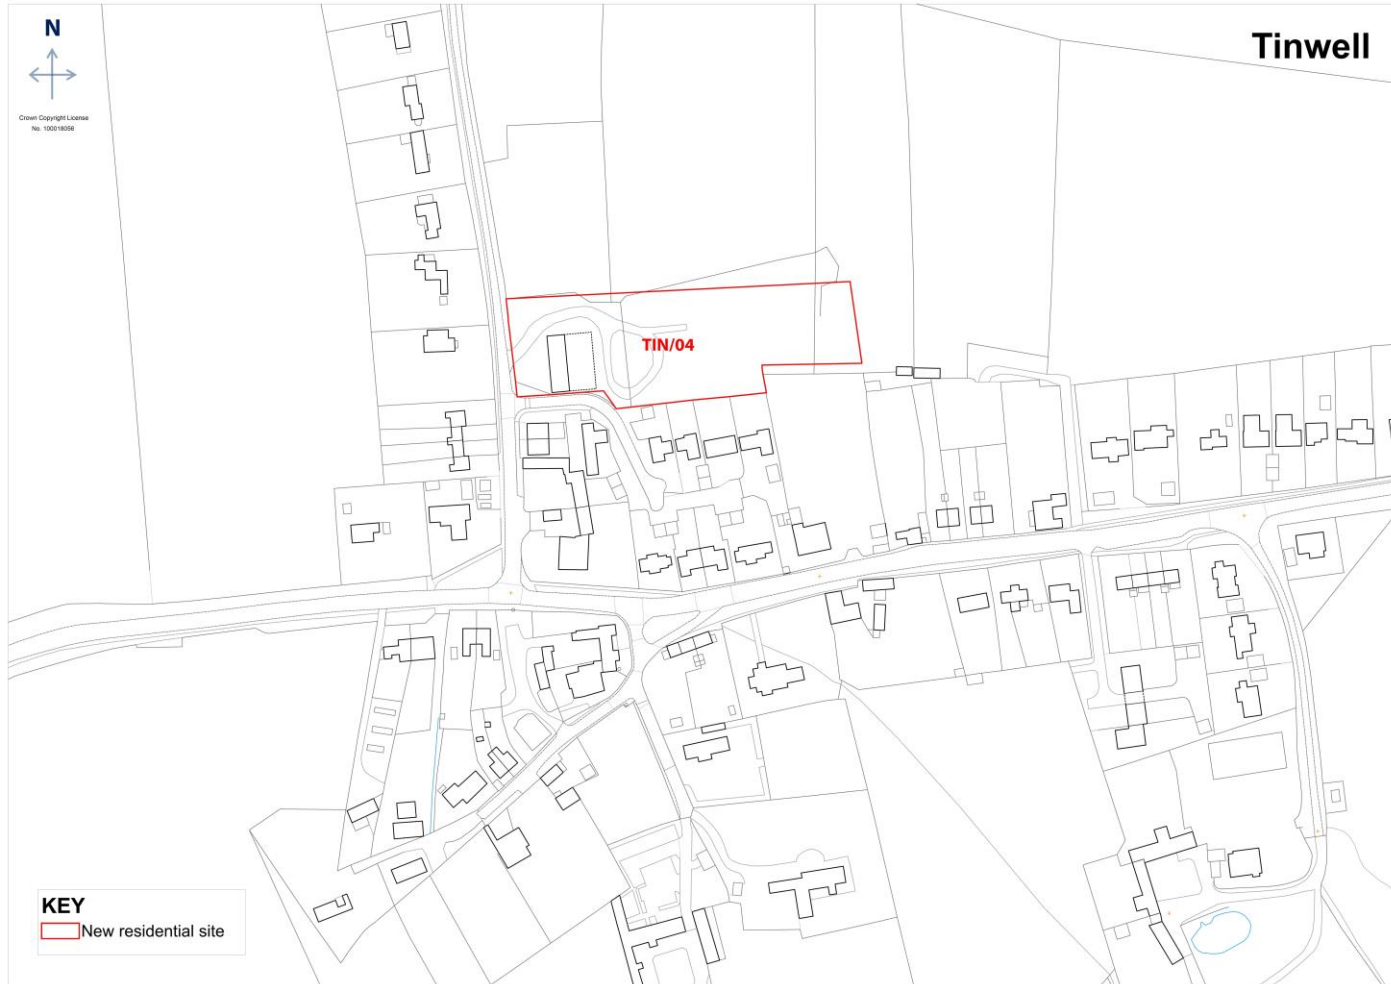 N
Crown Copyright License
No. 100018056
Tinwell
TIN/04
KEY
New residential site